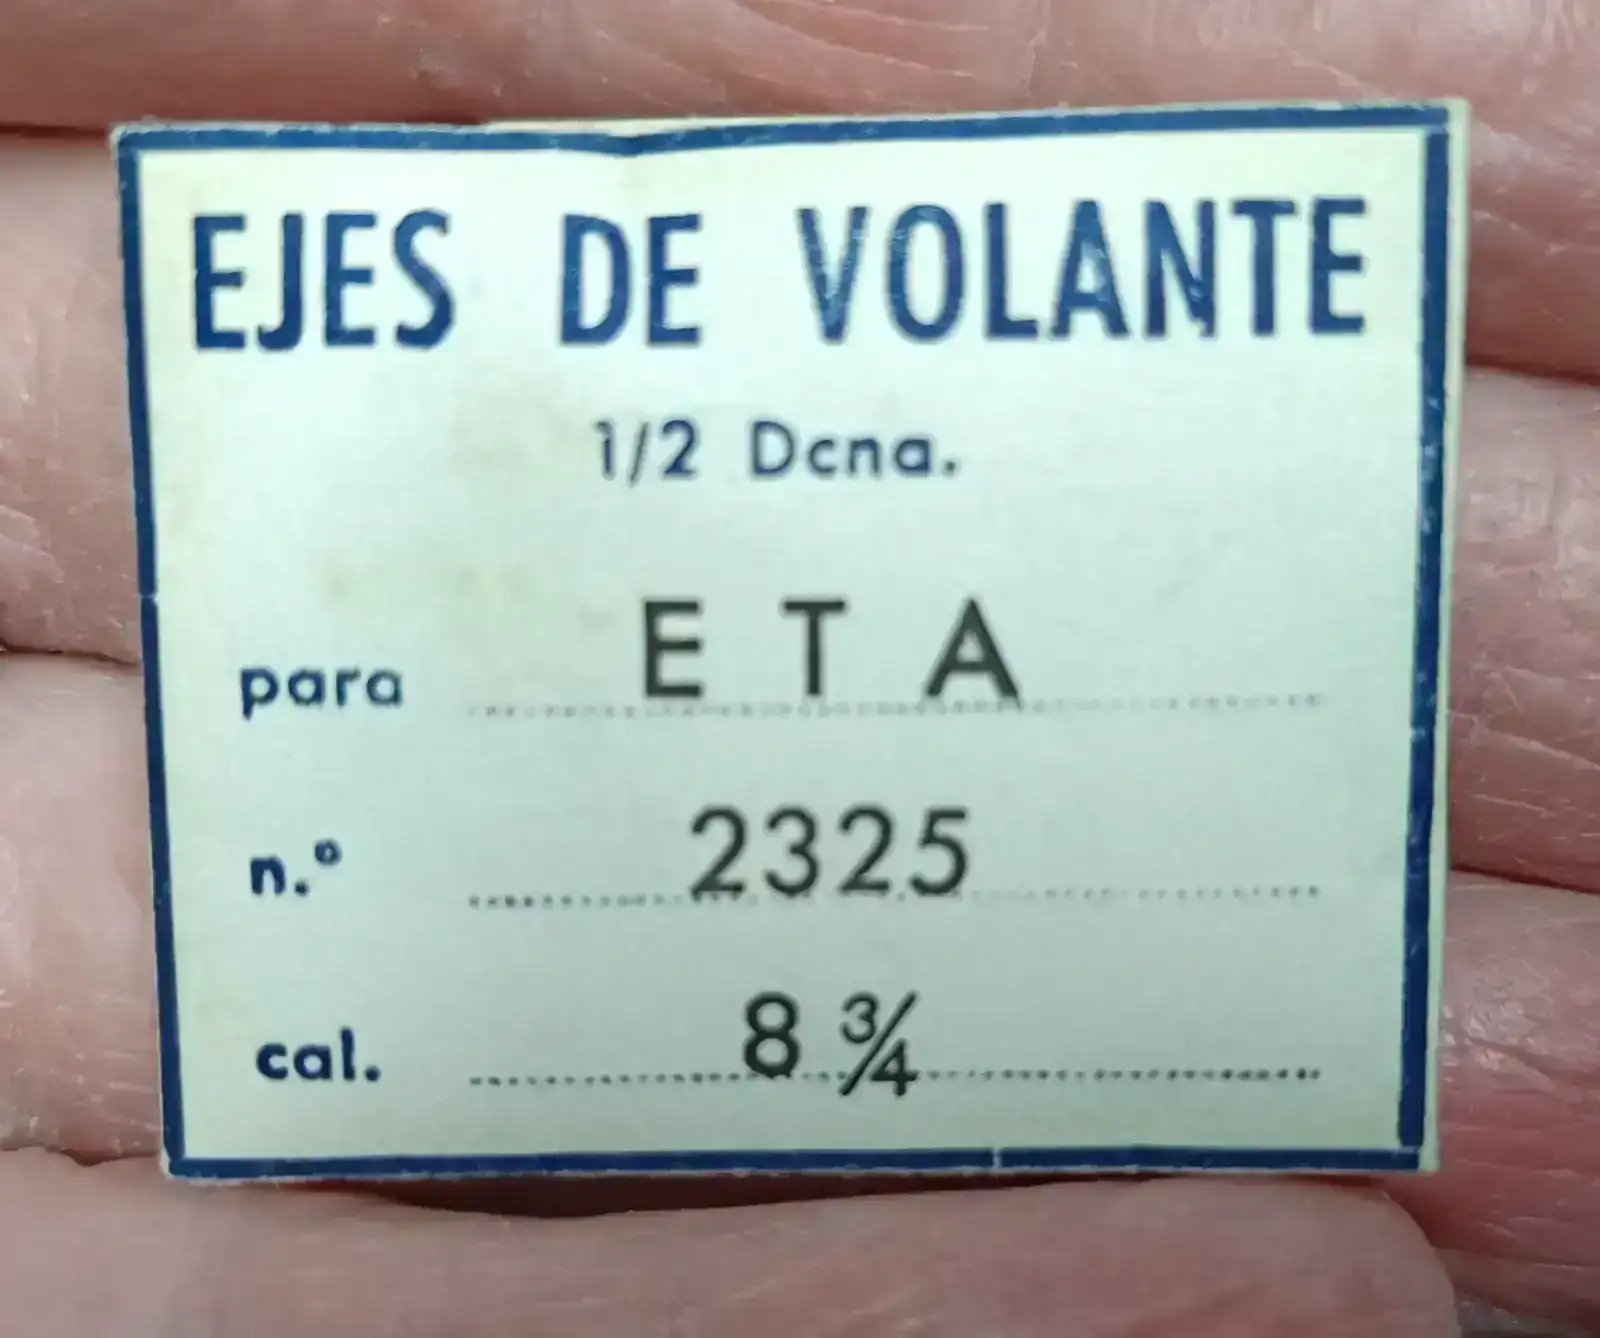 EJES DE VOLANTE
1/2 Dcna.
para E T A
n.º 2325
cal. 8 ¾